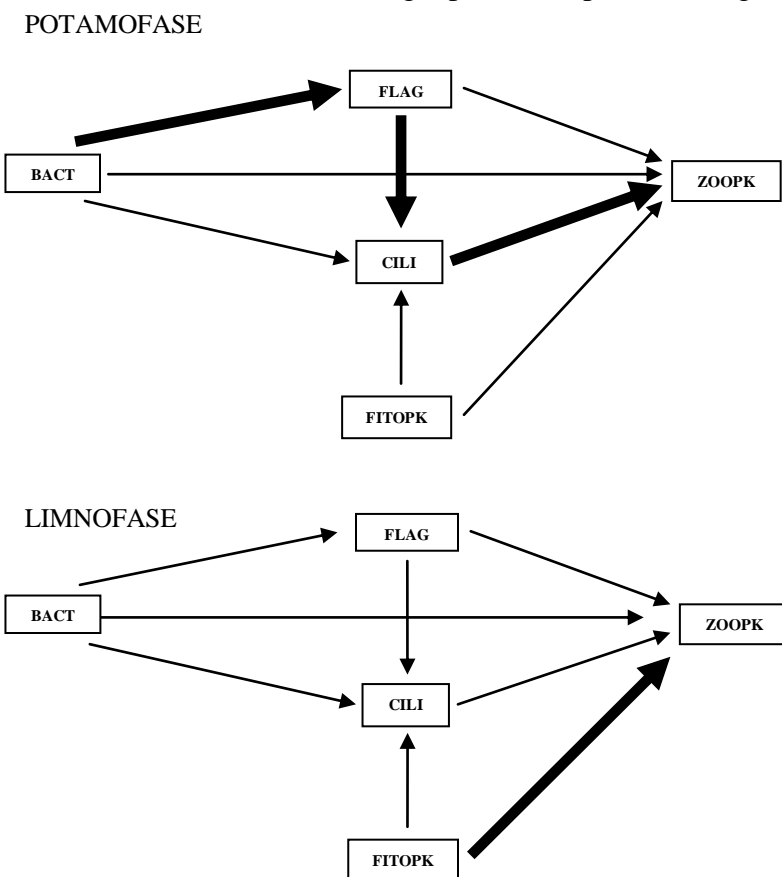 POTAMOFASE
FLAG
BACT
ZOOPK
CILI
FITOPK
LIMNOFASE
FLAG
BACT
ZOOPK
CILI
FITOPK